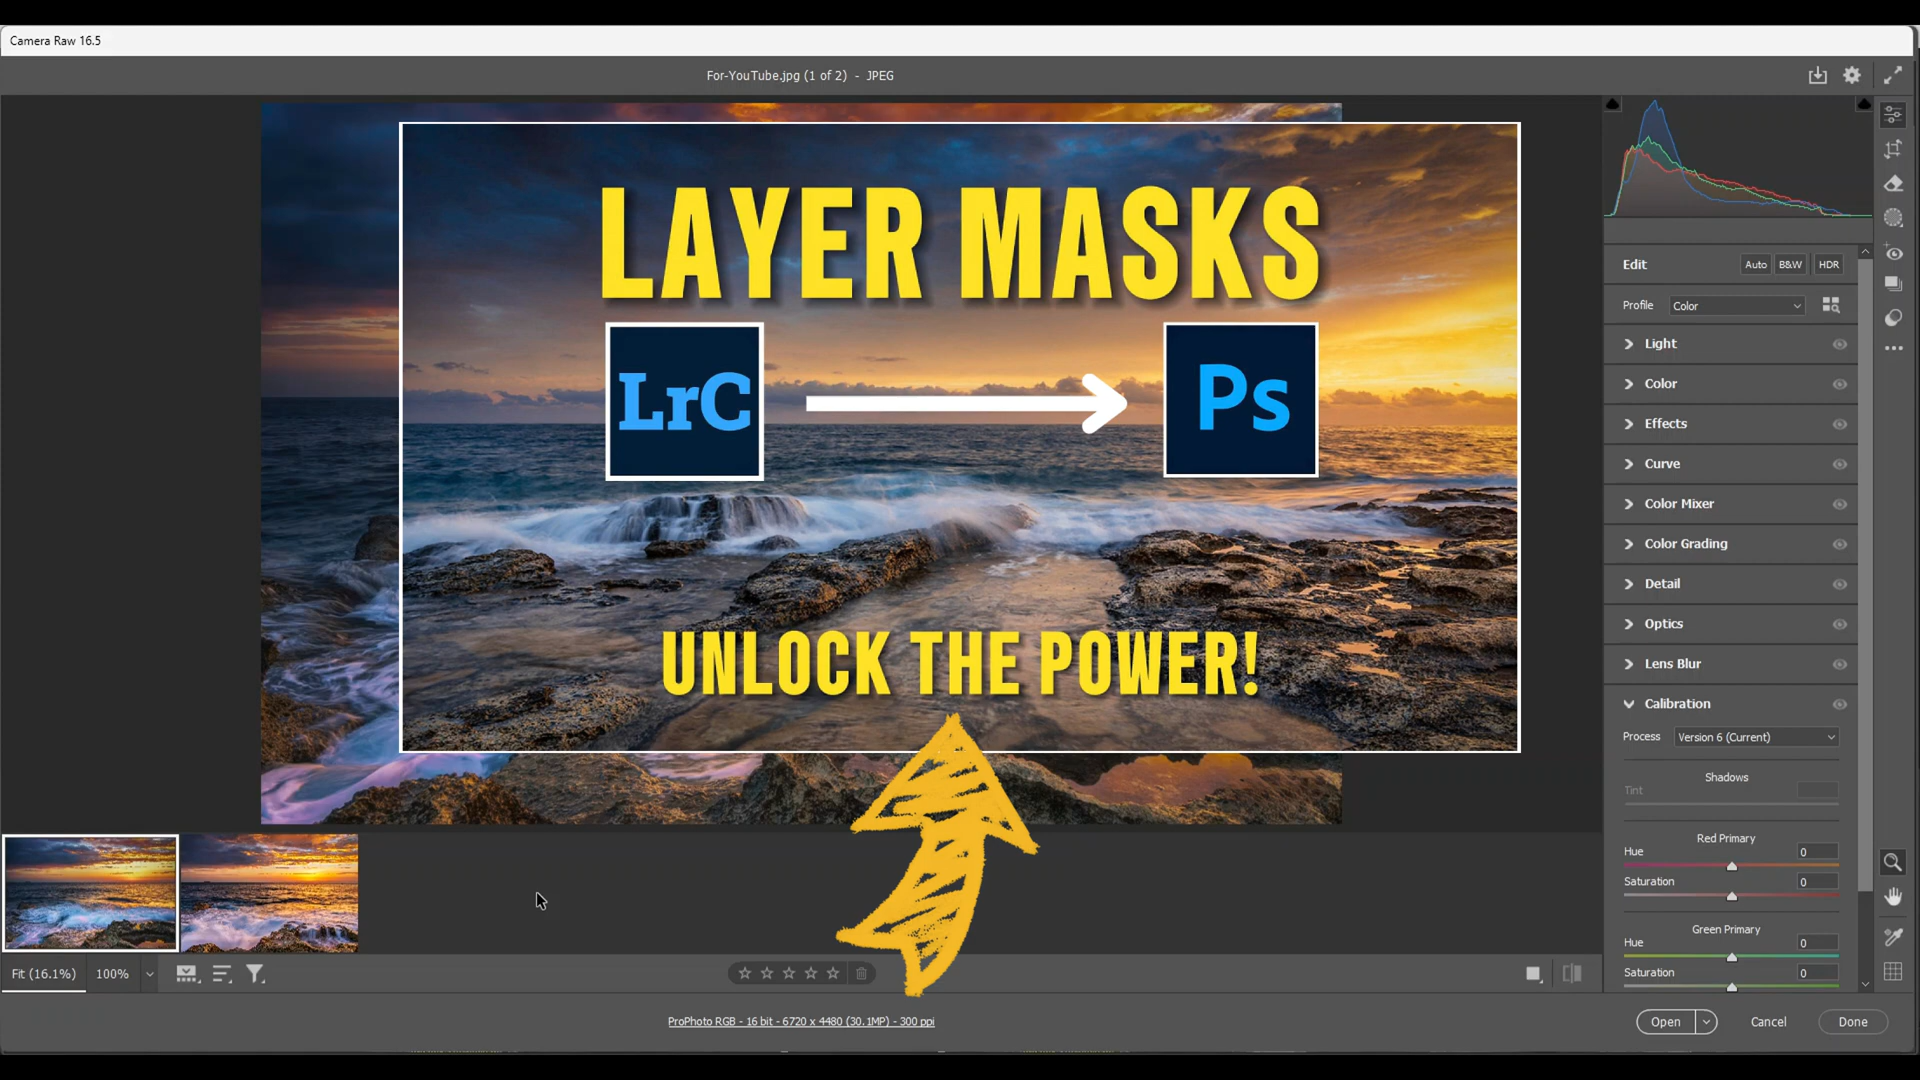 Camera Raw 16.5
For-YouTube.jpg (1 of 2) - JPEG
LAYER MASKS
LrC
Ps
UNLOCK THE POWER!
Edit
Auto
B&W
HDR
Profile
Color
Light
Color
Effects
Curve
Color Mixer
Color Grading
Detail
Optics
Lens Blur
Calibration
Process
Version 6 (Current)
Shadows
Tint
Red Primary
Hue
0
Saturation
0
Green Primary
Hue
0
Saturation
0
Fit (16.1%)
100%
ProPhoto RGB - 16 bit - 6720 x 4480 (30.1MP) - 300 ppi
Open
Cancel
Done